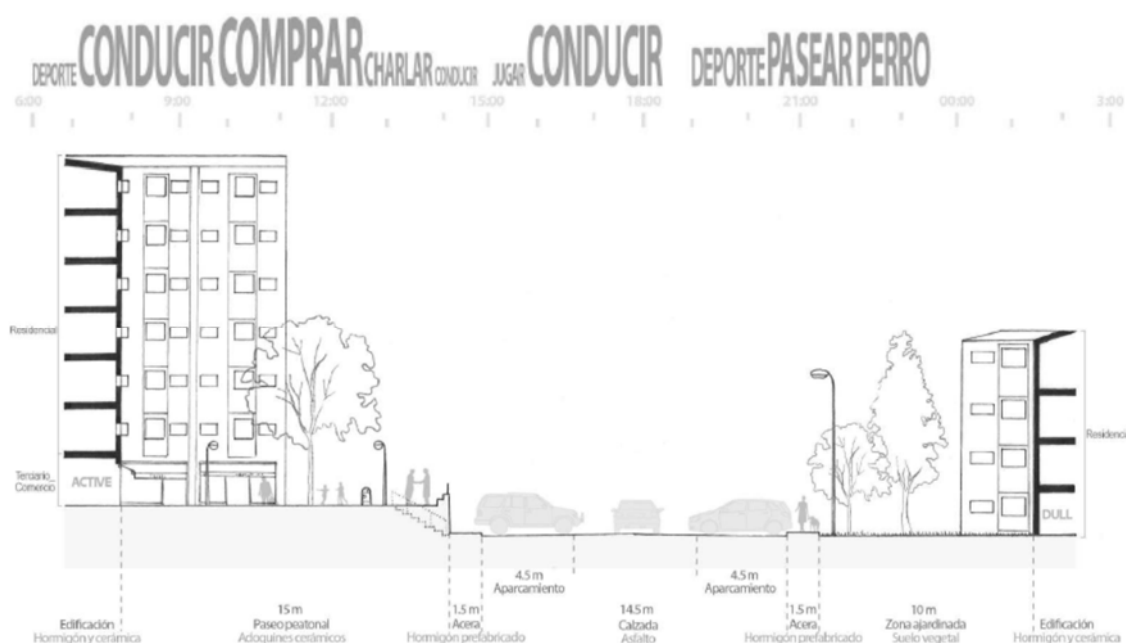 DEPORTE CONDUCIR COMPRAR CHARLAR CONDUCIR JUGAR CONDUCIR DEPORTE PASEAR PERRO
6:00 9:00 12:00 15:00 18:00 21:00 00:00 3:00
Residencial
Residencial
Terciario_
Comercio
ACTIVE
DULL
4.5 m
Aparcamiento
4.5 m
Aparcamiento
Edificación
Hormigón y cerámica
15 m
Paseo peatonal
Adoquines cerámicos
1.5 m
Acera
Hormigón prefabricado
14.5 m
Calzada
Asfalto
1.5 m
Acera
Hormigón prefabricado
10 m
Zona ajardinada
Suelo vegetal
Edificación
Hormigón y cerámica